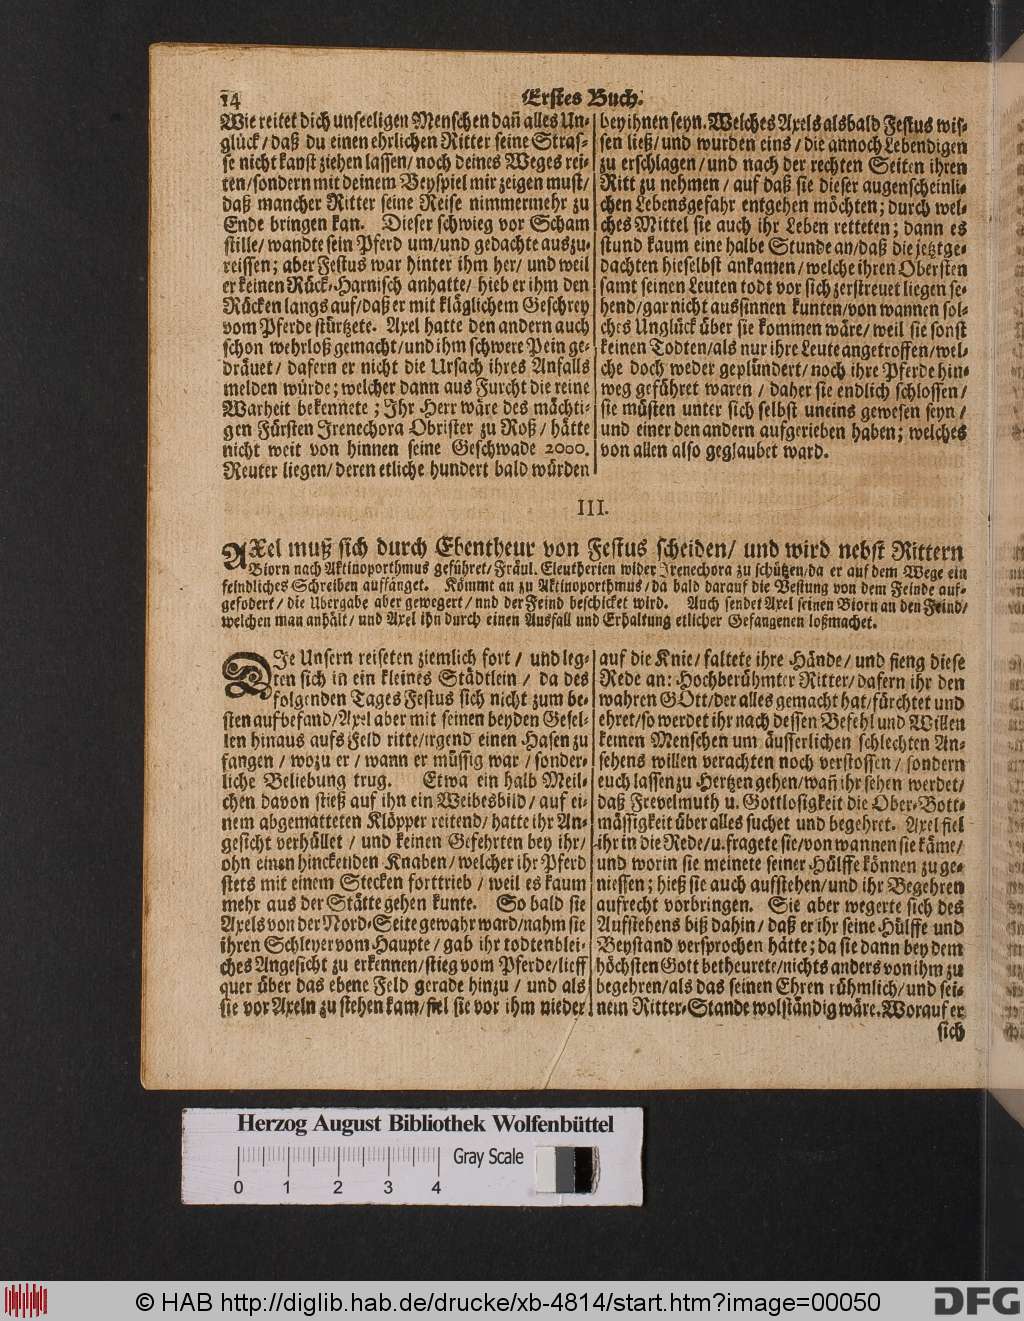 14
Erstes Buch.
Wie reitet dich unseeligen Menschen dañ alles Un-
glück/ daß du einen ehrlichen Ritter seine Stras-
se nicht kanst ziehen lassen/ noch deines Weges rei-
ten/ sondern mit deinem Beyspiel mir zeigen must/
daß mancher Ritter seine Reise nimmermehr zu
Ende bringen kan. Dieser schwieg vor Scham
stille/ wandte sein Pferd um/ und gedachte auszu-
reissen; aber Festus war hinter ihm her/ und weil
er keinen Rück-Harnisch anhatte/ hieb er ihm den
Rücken langs auf/ daß er mit kläglichem Geschrey
vom Pferde stürtzete. Axel hatte den andern auch
schon wehrloß gemacht/ und ihm schwere Pein ge-
dräuet/ dafern er nicht die Ursach ihres Anfalls
melden würde; welcher dann aus Furcht die reine
Warheit bekennete; Ihr Herr wäre des mächti-
gen Fürsten Irenechora Obrister zu Roß/ hätte
nicht weit von hinnen seine Geschwade 2000.
Reuter liegen/ deren etliche hundert bald würden
bey ihnen seyn. Welches Axels alsbald Festus wis-
sen ließ/ und wurden eins/ die annoch Lebendigen
zu erschlagen/ und nach der rechten Seiten ihren
Ritt zu nehmen/ auf daß sie dieser augenscheinli-
chen Lebensgefahr entgehen möchten; durch wel-
ches Mittel sie auch ihr Leben retteten; dann es
stund kaum eine halbe Stunde an/ daß die jetztge-
dachten hieselbst ankamen/ welche ihren Obersten
samt seinen Leuten todt vor sich zerstreuet liegen se-
hend/ gar nicht aussinnen kunten/ von wannen sol-
ches Unglück über sie kommen wäre/ weil sie sonst
keinen Todten/ als nur ihre Leute angetroffen/ wel-
che doch weder geplündert/ noch ihre Pferde hin-
weg geführet waren/ daher sie endlich schlossen/
sie müsten unter sich selbst uneins gewesen seyn/
und einer den andern aufgerieben haben; welches
von allen also geglaubet ward.
III.
AXel muß sich durch Ebentheur von Festus scheiden/ und wird nebst Rittern
Biorn nach Aktinoporthmus geführet/ Fräul. Eleutherien wider Irenechora zu schützen/ da er auf dem Wege ein
feindliches Schreiben auffänget. Kömmt an zu Aktinoporthmus/ da bald darauf die Vestung von dem Feinde auf-
gefodert/ die Ubergabe aber gewegert/ und der Feind beschicket wird. Auch sendet Axel seinen Biorn an den Feind/
welchen man anhält/ und Axel ihn durch einen Ausfall und Erhaltung etlicher Gefangenen loßmachet.
DJe Unsern reiseten ziemlich fort/ und leg-
ten sich in ein kleines Städtlein/ da des
folgenden Tages Festus sich nicht zum be-
sten aufbefand/ Axel aber mit seinen beyden Gesel-
len hinaus aufs Feld ritte/ irgend einen Hasen zu
fangen/ wozu er/ wann er müssig war/ sonder-
liche Beliebung trug. Etwa ein halb Meil-
chen davon stieß auf ihn ein Weibesbild/ auf ei-
nem abgematteten Klöpper reitend/ hatte ihr An-
gesicht verhüllet/ und keinen Gefehrten bey ihr/
ohn einen hinckenden Knaben/ welcher ihr Pferd
stets mit einem Stecken forttrieb/ weil es kaum
mehr aus der Stätte gehen kunte. So bald sie
Axels von der Nord-Seite gewahr ward/ nahm sie
ihren Schleyer vom Haupte/ gab ihr todtenblei-
ches Angesicht zu erkennen/ stieg vom Pferde/ lieff
quer über das ebene Feld gerade hinzu/ und als
sie vor Axeln zu stehen kam/ fiel sie vor ihm nieder
auf die Knie/ faltete ihre Hände/ und fieng diese
Rede an: Hochberühmter Ritter/ dafern ihr den
wahren GOtt/ der alles gemacht hat/ fürchtet und
ehret/ so werdet ihr nach dessen Befehl und Willen
keinen Menschen um äusserlichen schlechten An-
sehens willen verachten noch verstossen/ sondern
euch lassen zu Hertzen gehen/ wañ ihr sehen werdet/
daß Frevelmuth u. Gottlosigkeit die Ober-Bott-
mässigkeit über alles suchet und begehret. Axel fiel
ihr in die Rede/ u. fragete sie/ von wannen sie käme/
und worin sie meinete seiner Hülffe können zu ge-
niessen; hieß sie auch aufstehen/ und ihr Begehren
aufrecht vorbringen. Sie aber wegerte sich des
Aufstehens biß dahin/ daß er ihr seine Hülffe und
Beystand versprochen hätte; da sie dann bey dem
höchsten Gott betheurete/ nichts anders von ihm zu
begehren/ als das seinen Ehren rühmlich/ und sei-
nem Ritter-Stande wolständig wäre. Worauf er
sich
Herzog August Bibliothek Wolfenbüttel
Gray Scale
0 1 2 3 4
© HAB http://diglib.hab.de/drucke/xb-4814/start.htm?image=00050
DFG